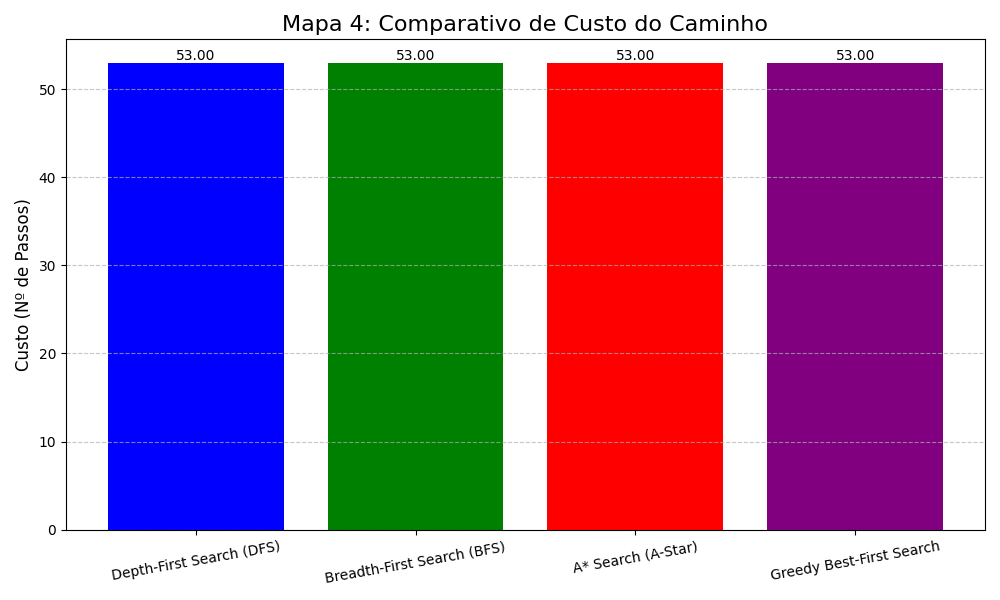 Mapa 4: Comparativo de Custo do Caminho
53.00 53.00 53.00 53.00
50
40
30
20
10
0
Custo (Nº de Passos)
Depth-First Search (DFS)
Breadth-First Search (BFS)
A* Search (A-Star)
Greedy Best-First Search